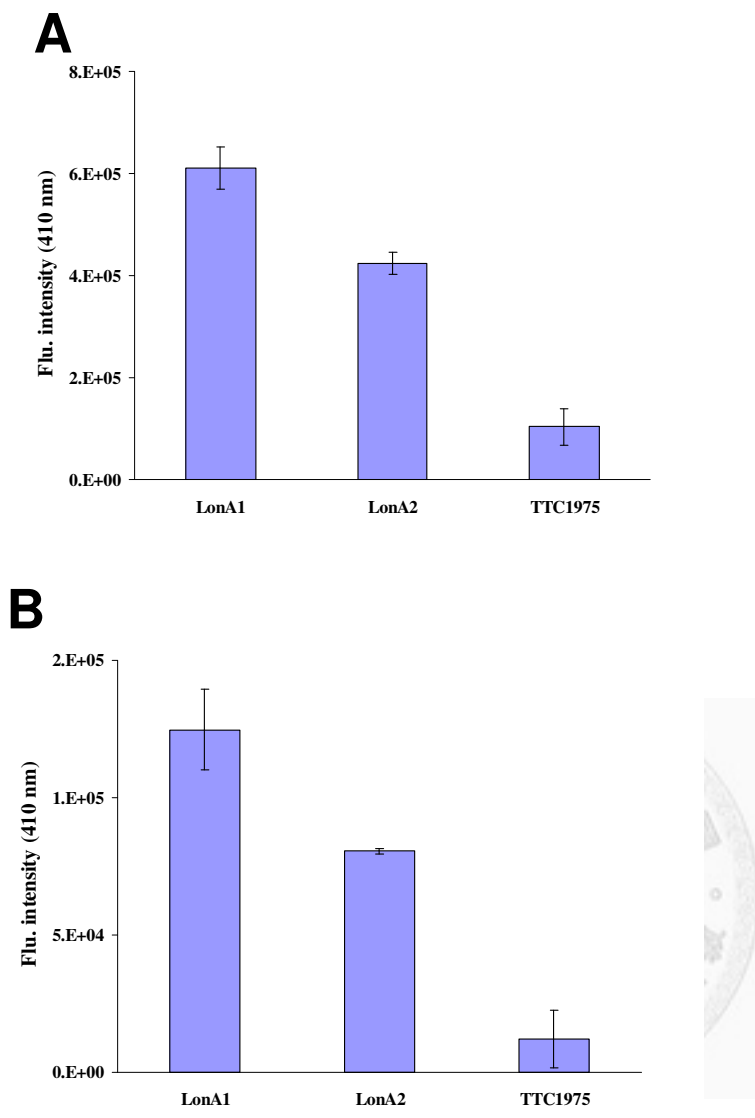 A
8.E+05
6.E+05
4.E+05
2.E+05
0.E+00
Flu. intensity (410 nm)
LonA1 LonA2 TTC1975
B
2.E+05
1.E+05
5.E+04
0.E+00
Flu. intensity (410 nm)
LonA1 LonA2 TTC1975